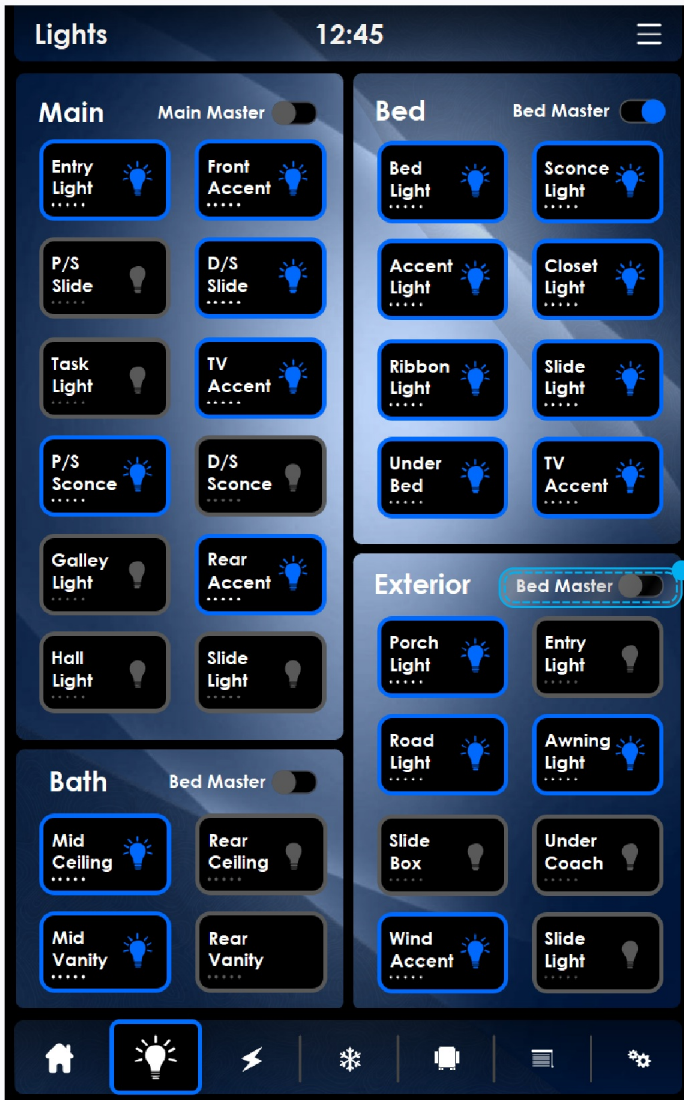 Lights
12:45
Main
Main Master
Entry
Light
Front
Accent
P/S
Slide
D/S
Slide
Task
Light
TV
Accent
P/S
Sconce
D/S
Sconce
Galley
Light
Rear
Accent
Hall
Light
Slide
Light
Bath
Bed Master
Mid
Ceiling
Rear
Ceiling
Mid
Vanity
Rear
Vanity
Bed
Bed Master
Bed
Light
Sconce
Light
Accent
Light
Closet
Light
Ribbon
Light
Slide
Light
Under
Bed
TV
Accent
Exterior
Bed Master
Porch
Light
Entry
Light
Road
Light
Awning
Light
Slide
Box
Under
Coach
Wind
Accent
Slide
Light